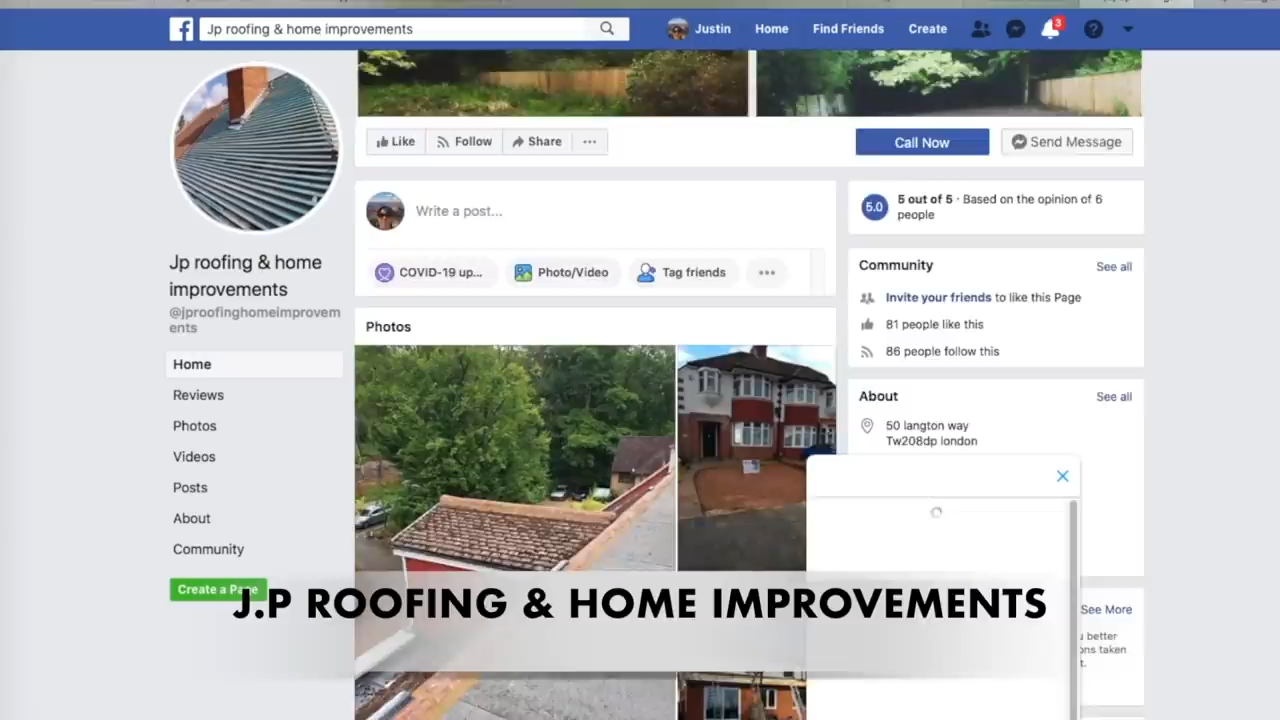 Jp roofing & home improvements
Justin
Home
Find Friends
Create
3
Like
Follow
Share
Call Now
Send Message
Write a post...
COVID-19 up...
Photo/Video
Tag friends
5.0
5 out of 5 · Based on the opinion of 6
people
Jp roofing & home
improvements
@jproofinghomeimprovem
ents
Community
See all
Invite your friends to like this Page
81 people like this
86 people follow this
Photos
Home
Reviews
Photos
Videos
Posts
About
Community
Create a Page
About
See all
50 langton way
Tw208dp london
J.P ROOFING & HOME IMPROVEMENTS
See More
better
ons taken
t.